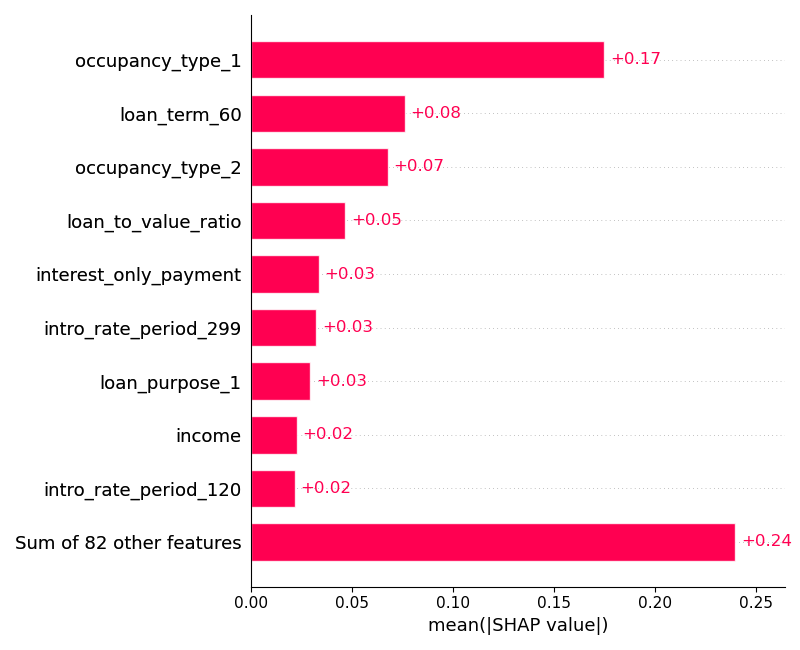 occupancy_type_1 +0.17
loan_term_60 +0.08
occupancy_type_2 +0.07
loan_to_value_ratio +0.05
interest_only_payment +0.03
intro_rate_period_299 +0.03
loan_purpose_1 +0.03
income +0.02
intro_rate_period_120 +0.02
Sum of 82 other features +0.24
0.00 0.05 0.10 0.15 0.20 0.25
mean(|SHAP value|)